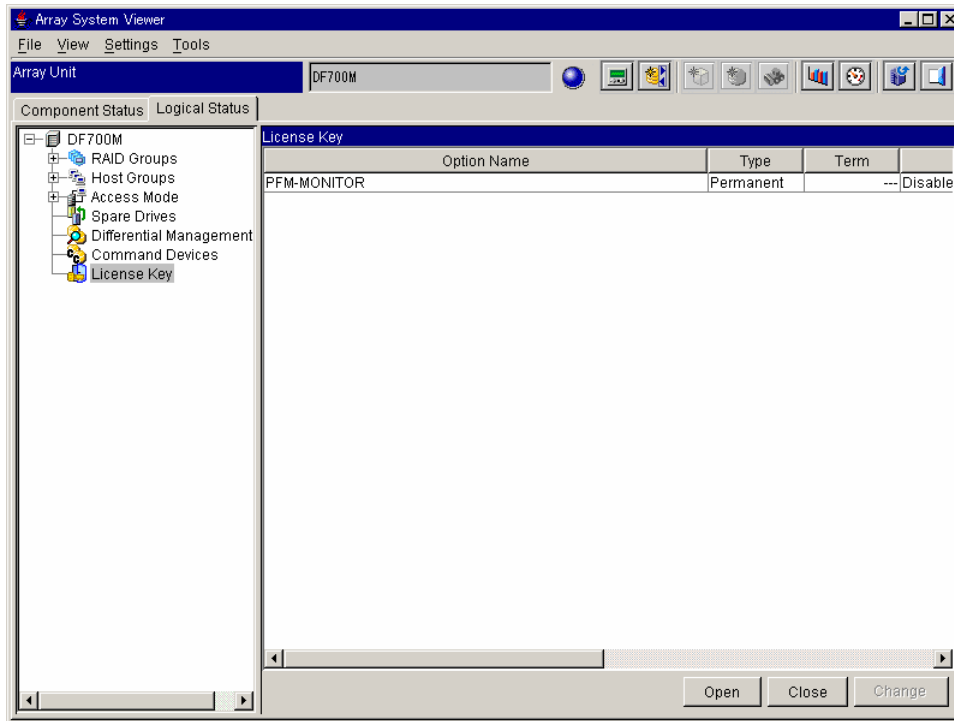 Array System Viewer
File View Settings Tools
Array Unit
DF700M
Component Status Logical Status
DF700M
RAID Groups
Host Groups
Access Mode
Spare Drives
Differential Management
Command Devices
License Key
License Key
Option Name Type Term
PFM-MONITOR Permanent --- Disable
Open Close Change